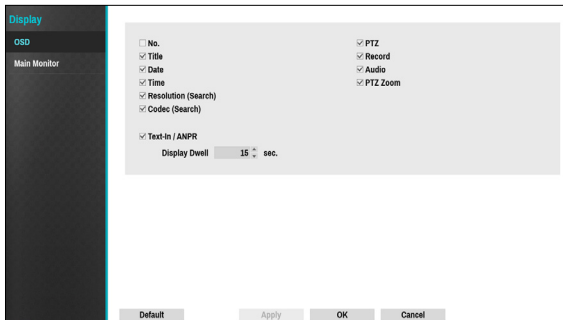 Display
OSD
Main Monitor
No.
Title
Date
Time
Resolution (Search)
Codec (Search)
PTZ
Record
Audio
PTZ Zoom
Text-In / ANPR
Display Dwell 15 sec.
Default Apply OK Cancel